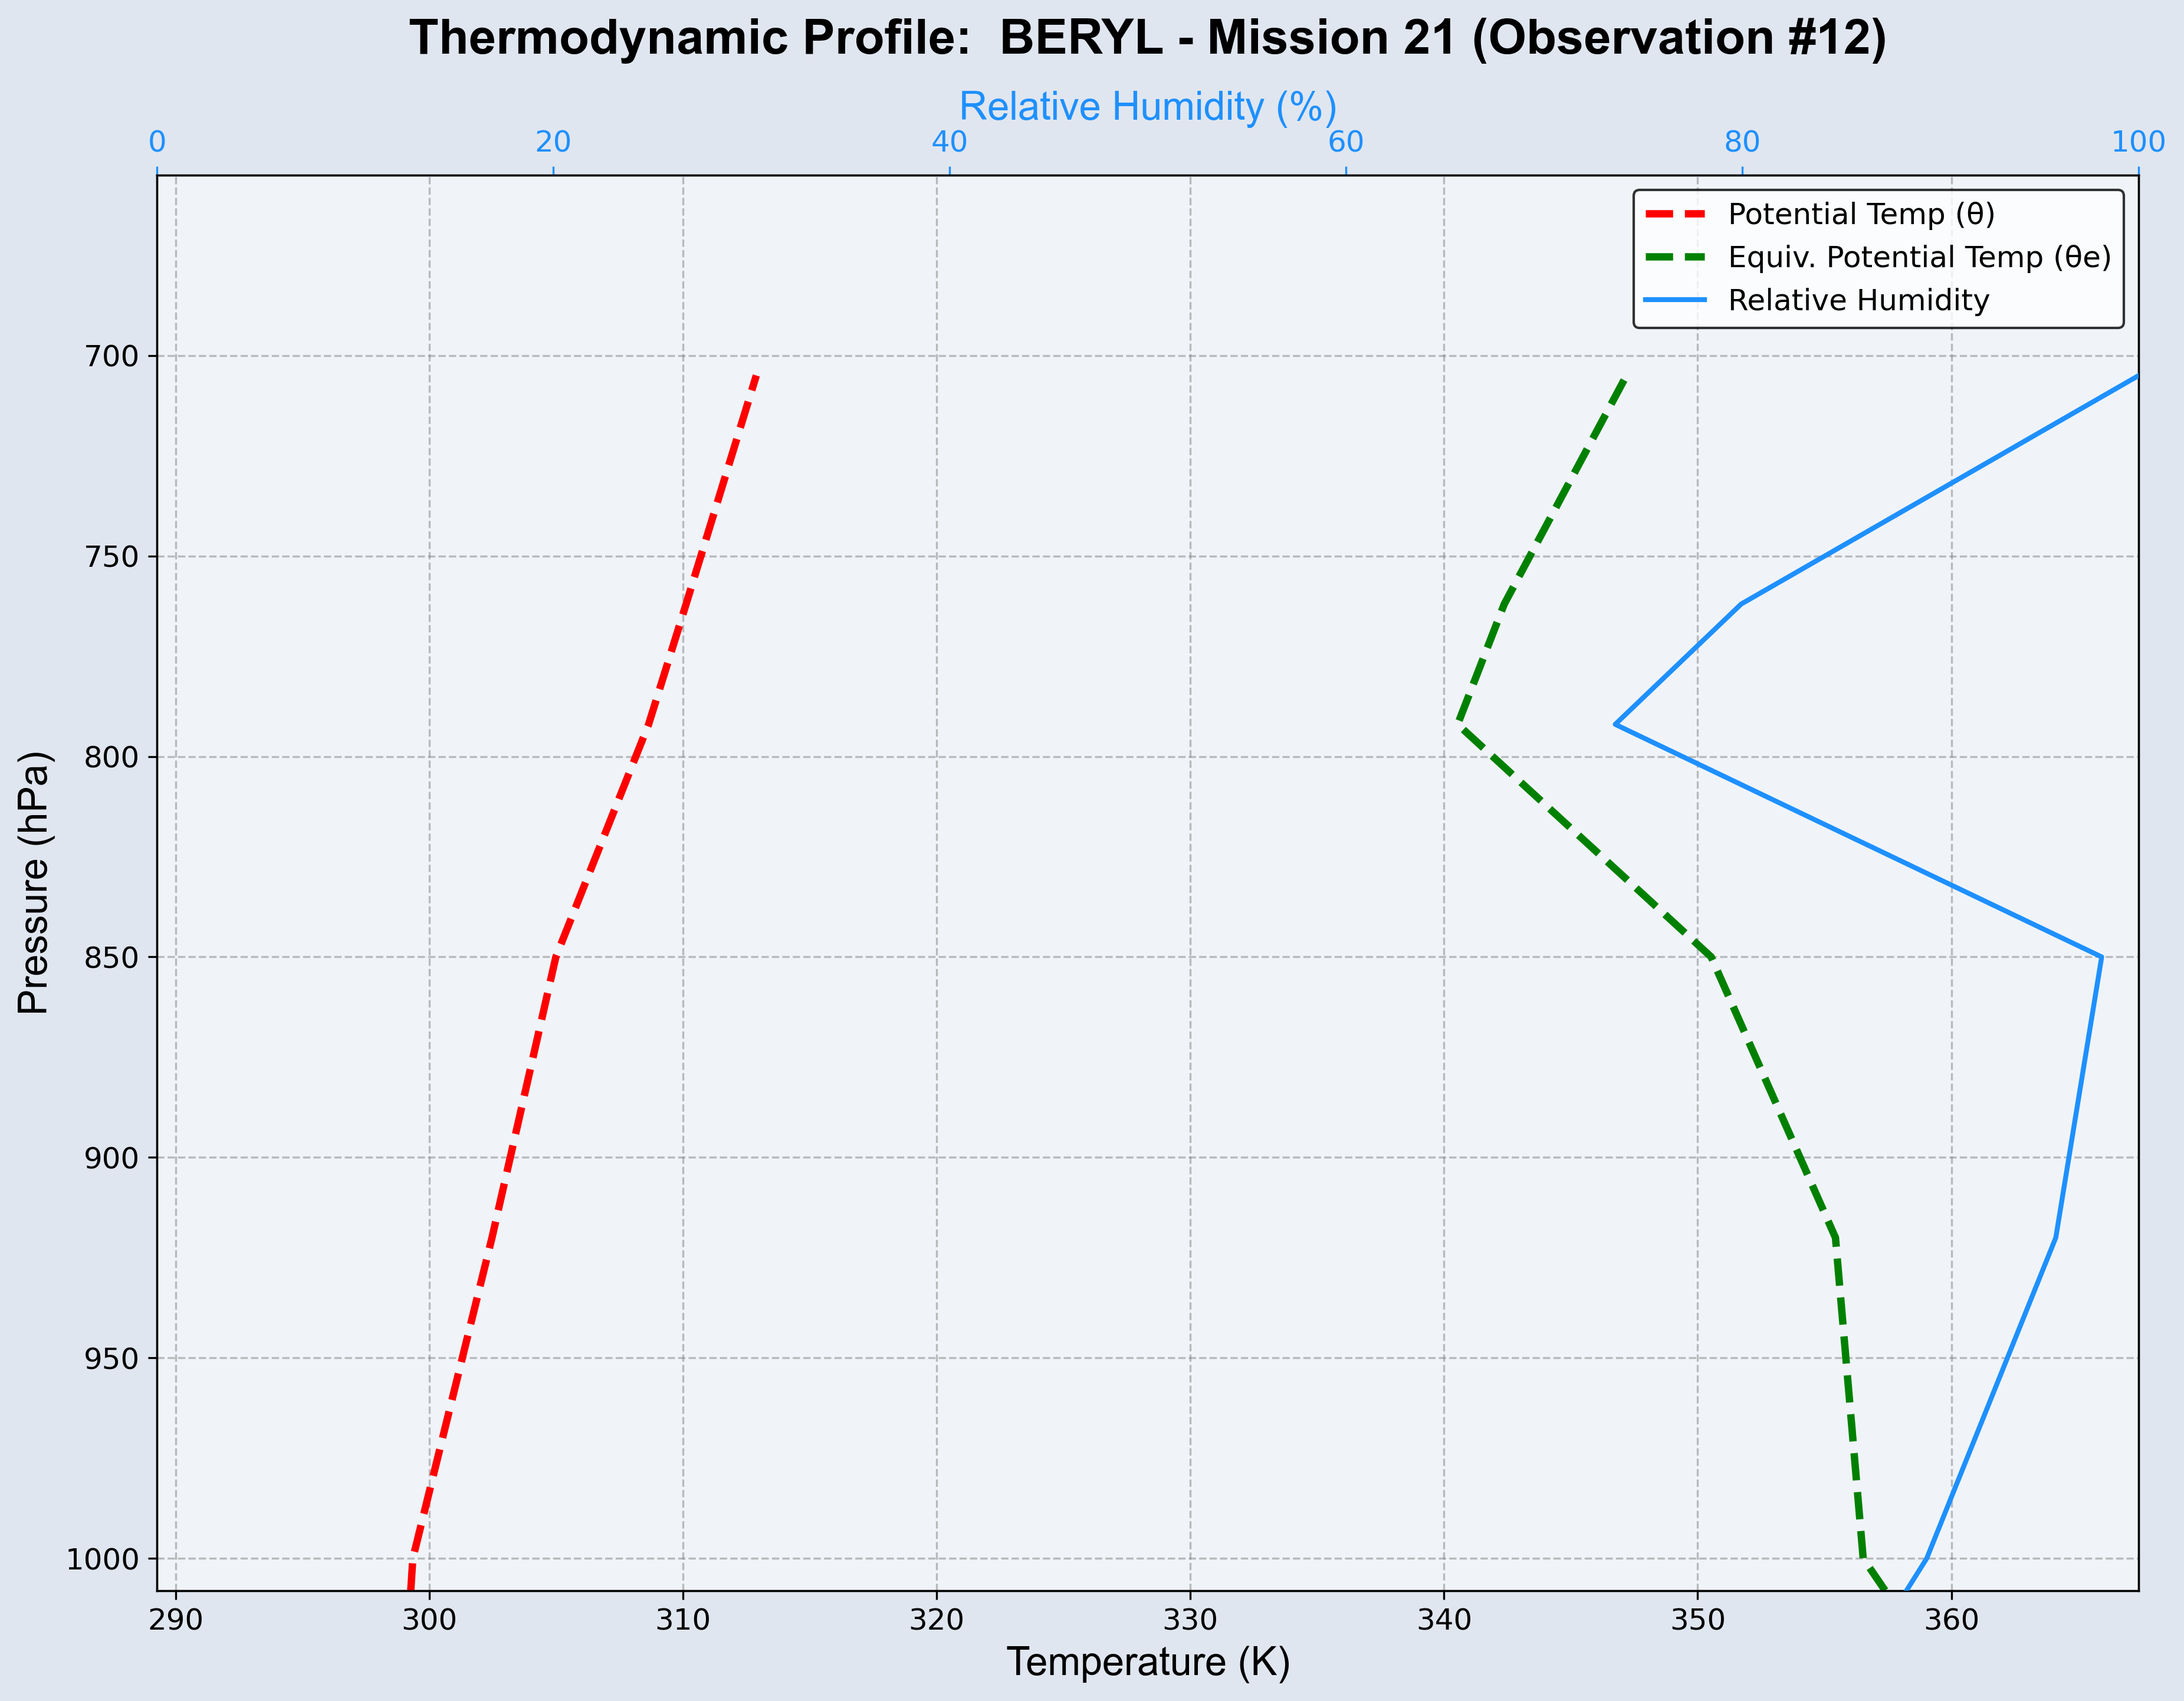 Thermodynamic Profile:  BERYL - Mission 21 (Observation #12)
Relative Humidity (%)
0 20 40 60 80 100
Potential Temp (θ)
Equiv. Potential Temp (θe)
Relative Humidity
Pressure (hPa)
700
750
800
850
900
950
1000
290 300 310 320 330 340 350 360
Temperature (K)